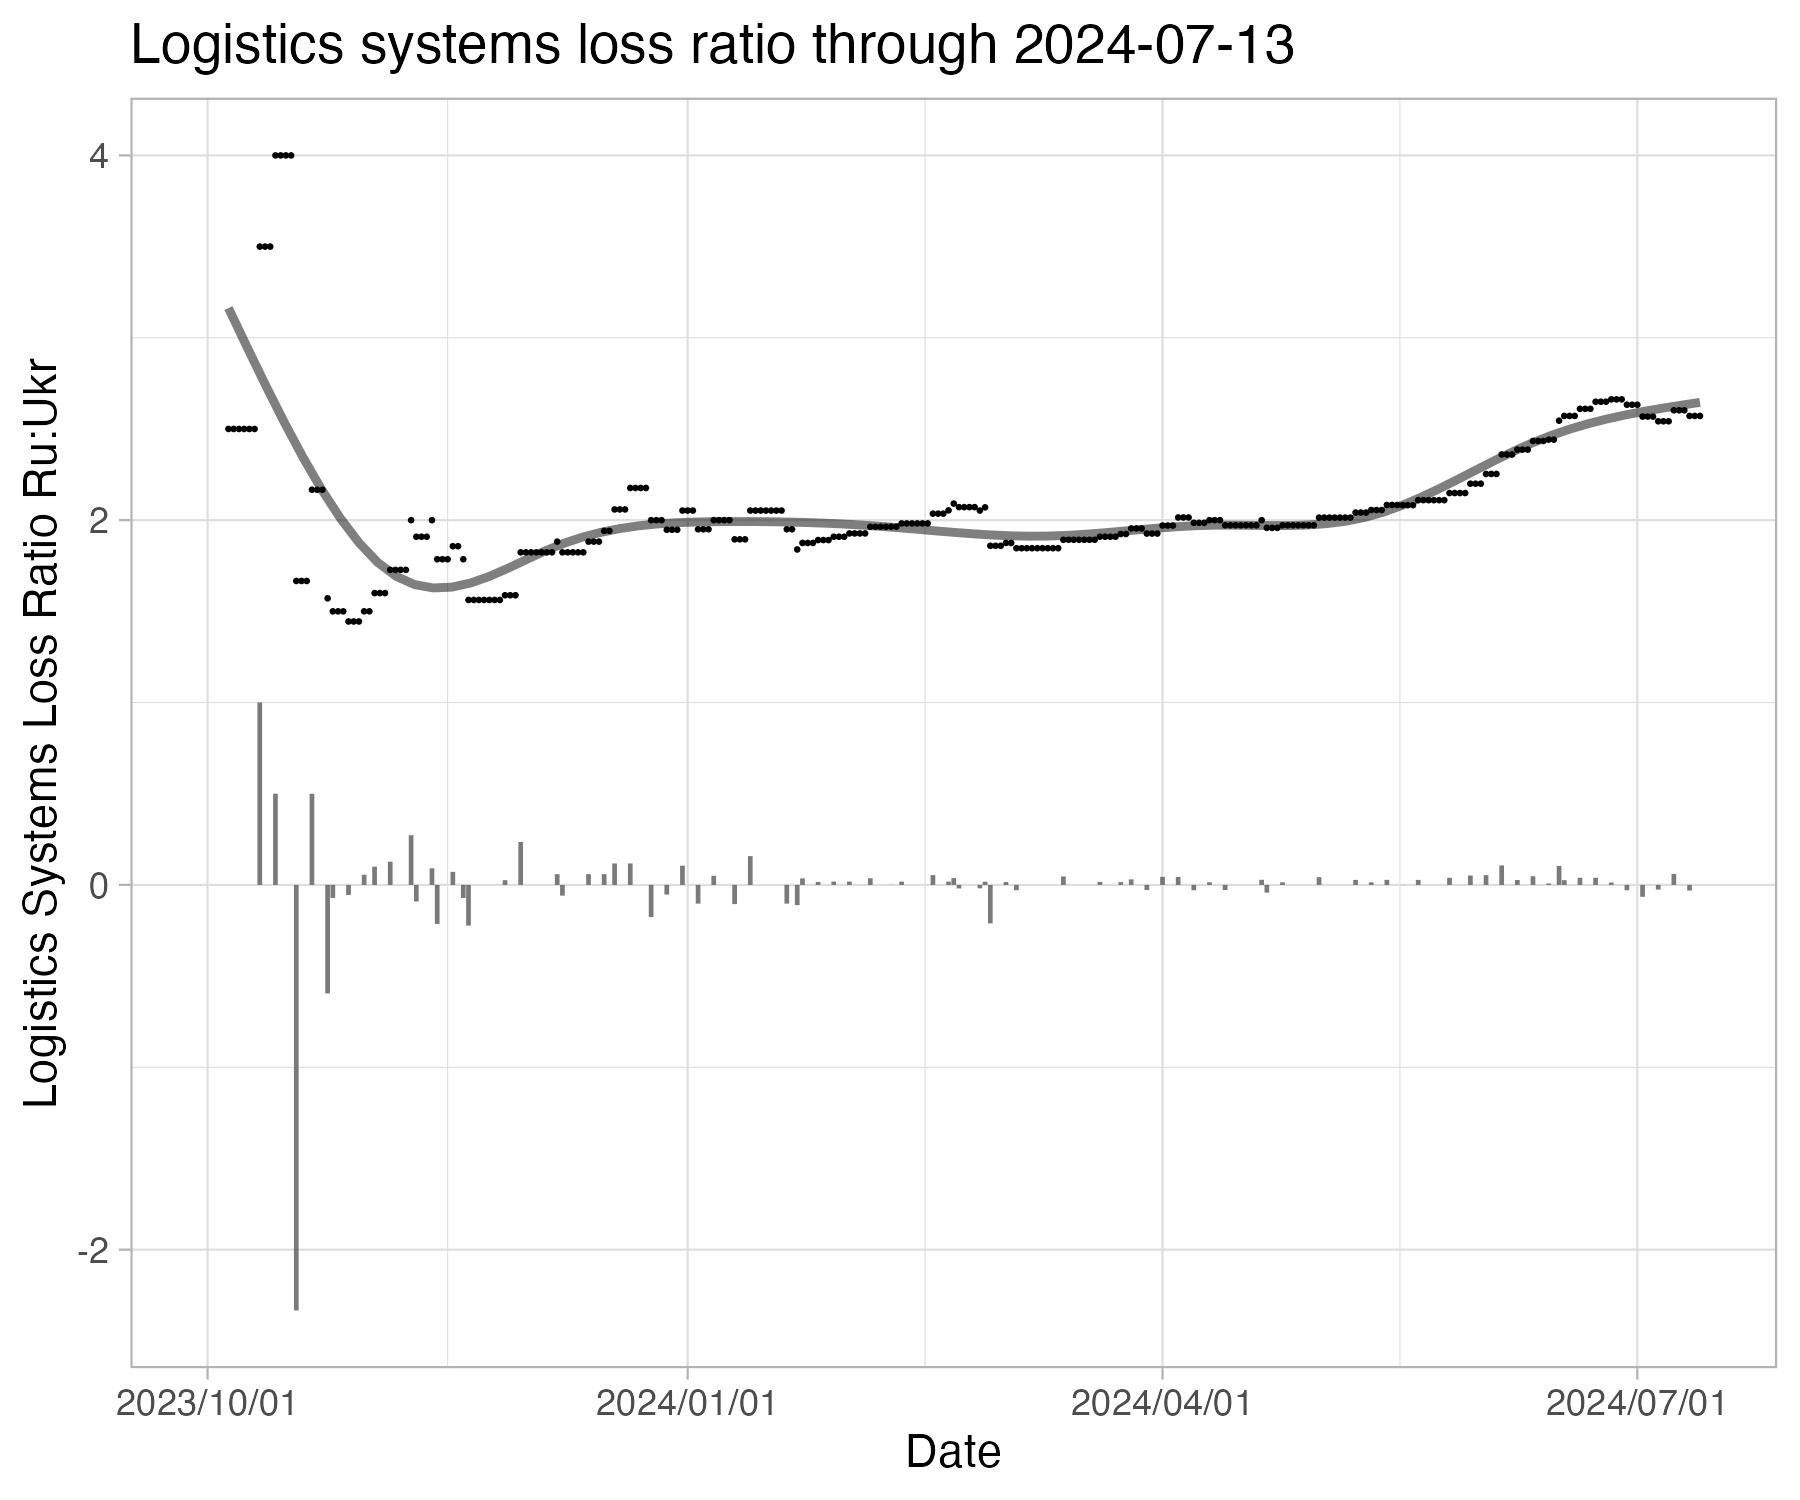 Logistics systems loss ratio through 2024-07-13
Logistics Systems Loss Ratio Ru:Ukr
4
2
0
-2
2023/10/01
2024/01/01
2024/04/01
2024/07/01
Date